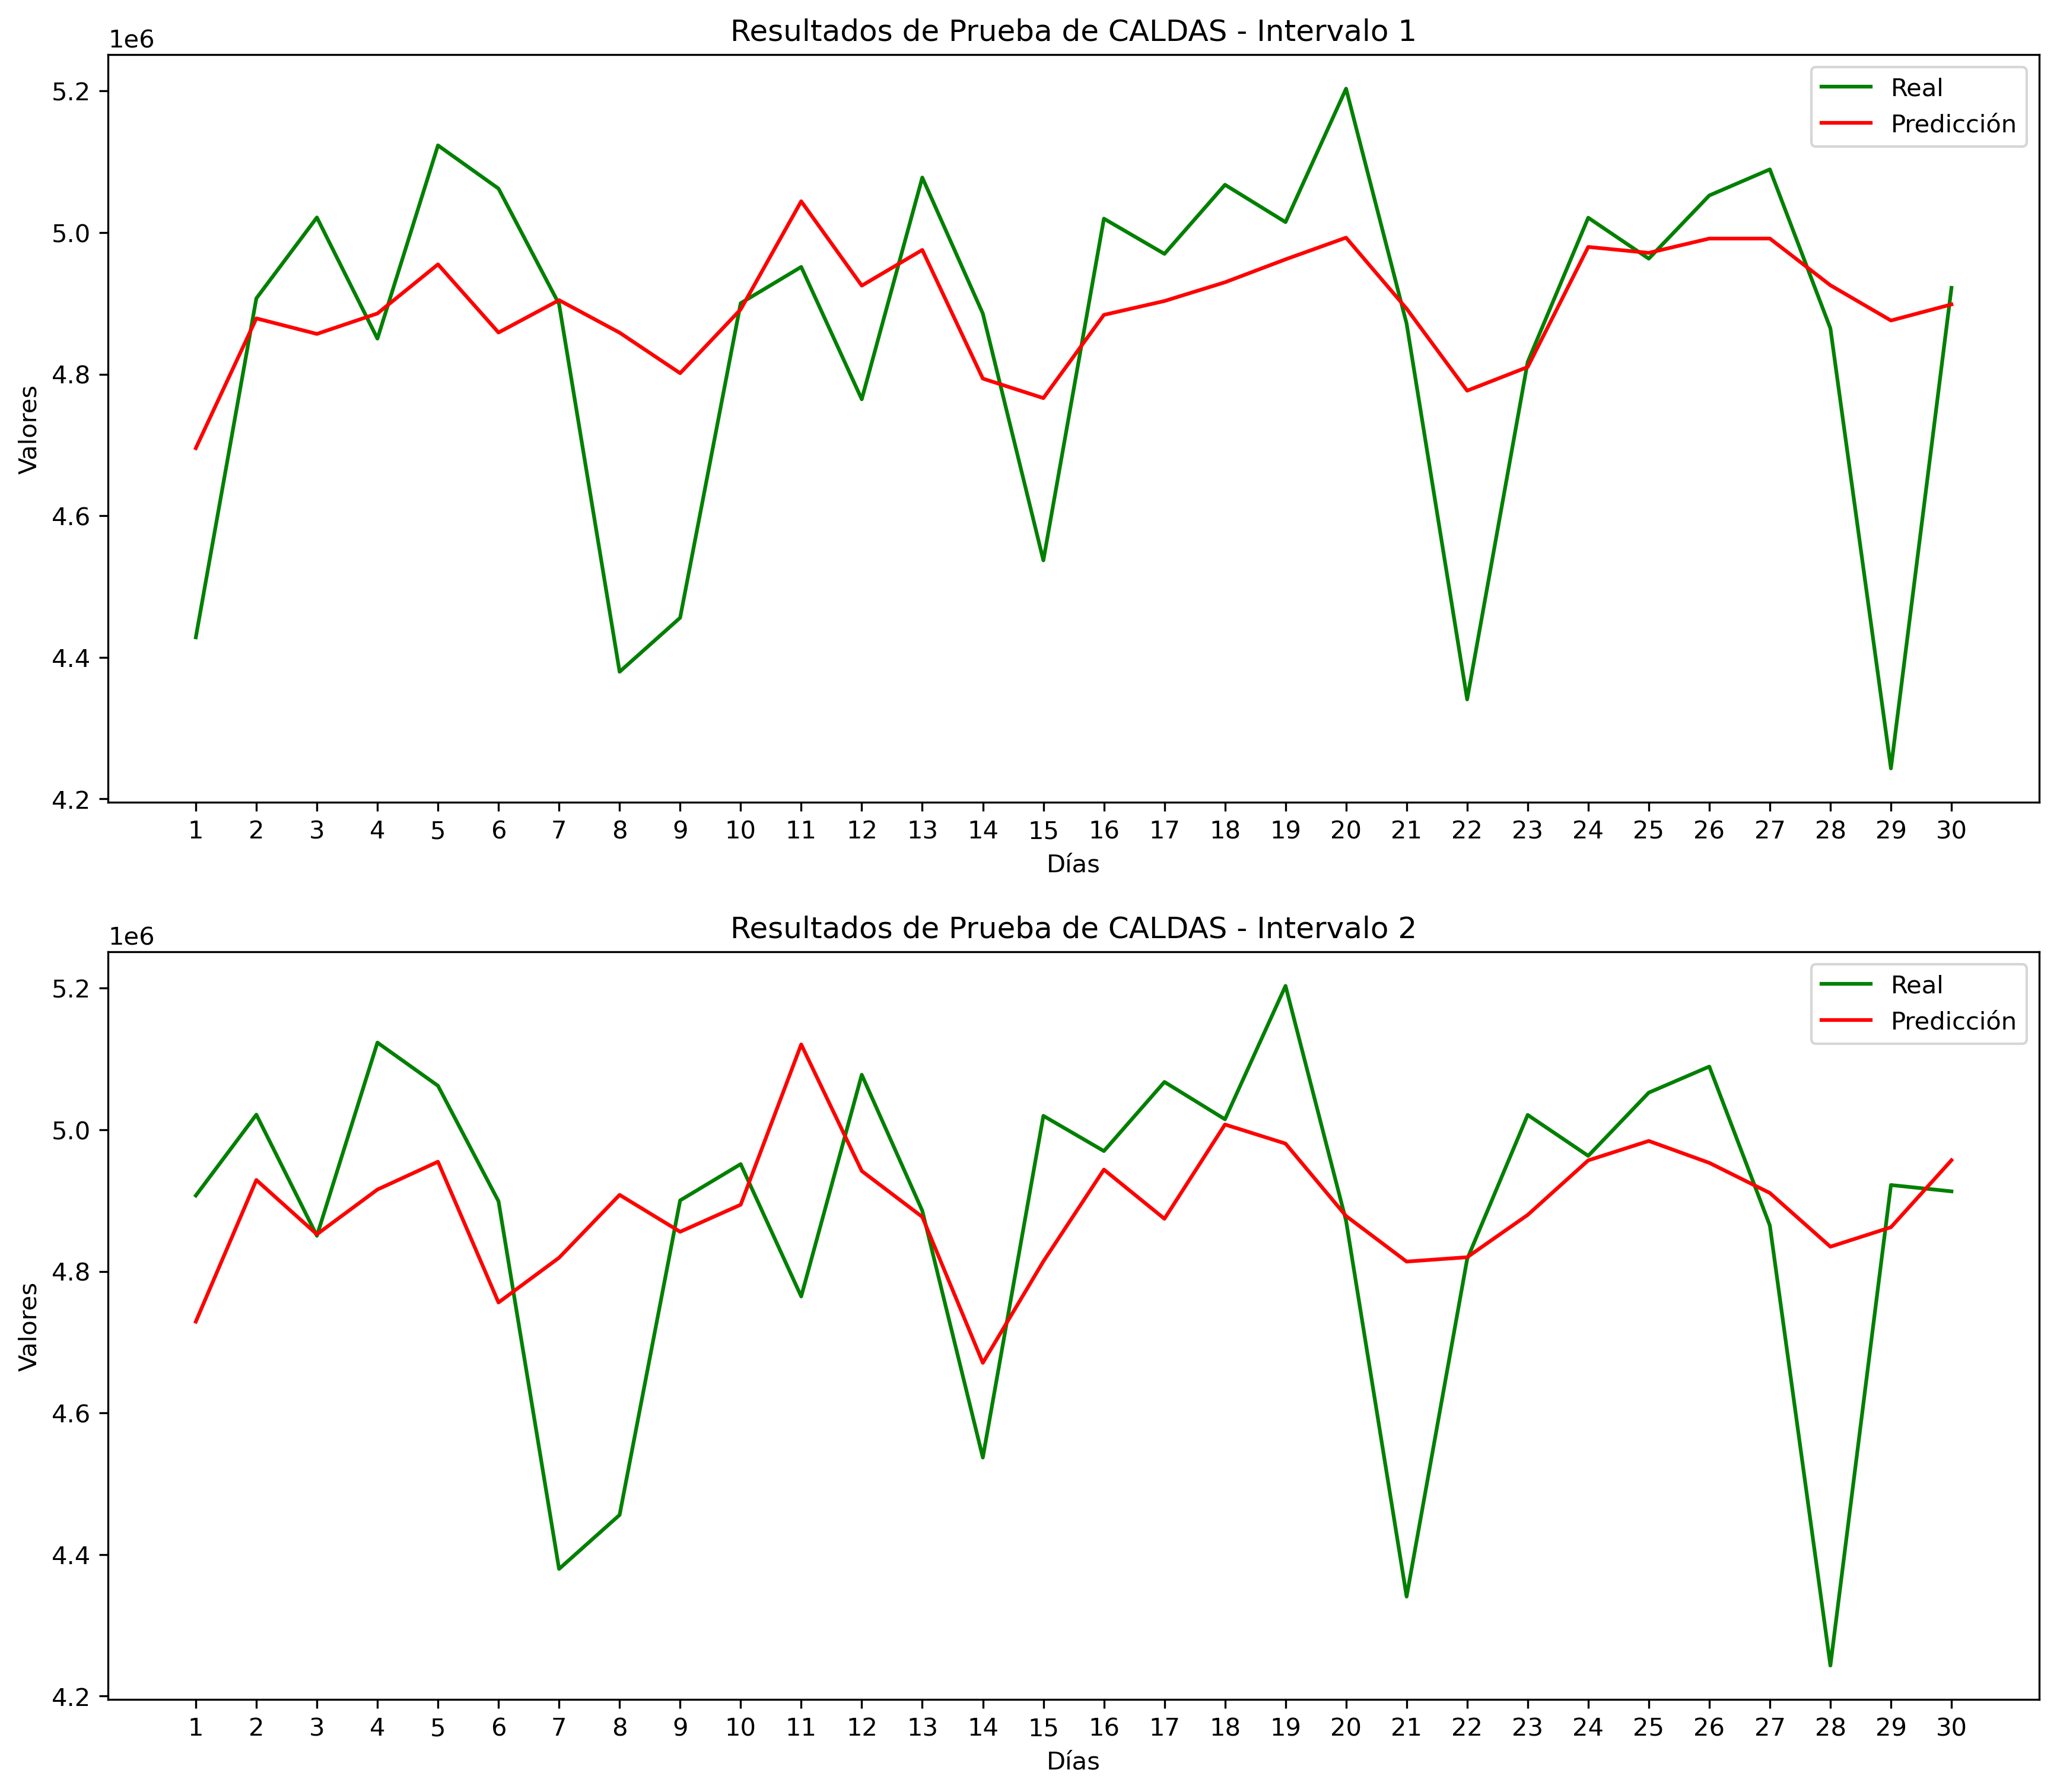 Resultados de Prueba de CALDAS - Intervalo 1
1e6
5.2
5.0
4.8
4.6
4.4
4.2
Valores
Real
Predicción
1 2 3 4 5 6 7 8 9 10 11 12 13 14 15 16 17 18 19 20 21 22 23 24 25 26 27 28 29 30
Días
Resultados de Prueba de CALDAS - Intervalo 2
1e6
5.2
5.0
4.8
4.6
4.4
4.2
Valores
Real
Predicción
1 2 3 4 5 6 7 8 9 10 11 12 13 14 15 16 17 18 19 20 21 22 23 24 25 26 27 28 29 30
Días